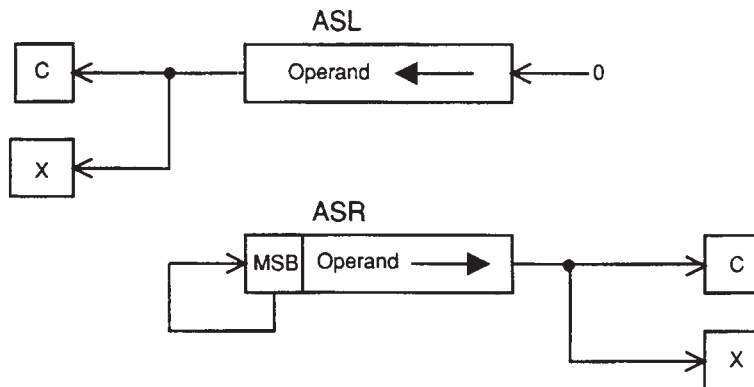 ASL
C
Operand
0
X
ASR
MSB
Operand
C
X